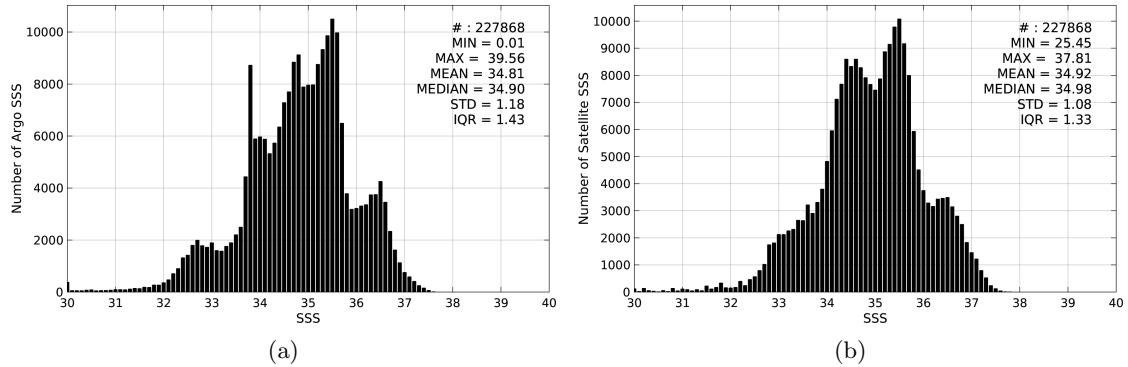 10000
8000
6000
4000
2000
0
Number of Argo SSS
# : 227868
MIN = 0.01
MAX = 39.56
MEAN = 34.81
MEDIAN = 34.90
STD = 1.18
IQR = 1.43
30 31 32 33 34 35 36 37 38 39 40
SSS
(a)
10000
9000
8000
7000
6000
5000
4000
3000
2000
1000
0
Number of Satellite SSS
# : 227868
MIN = 25.45
MAX = 37.81
MEAN = 34.92
MEDIAN = 34.98
STD = 1.08
IQR = 1.33
30 31 32 33 34 35 36 37 38 39 40
SSS
(b)